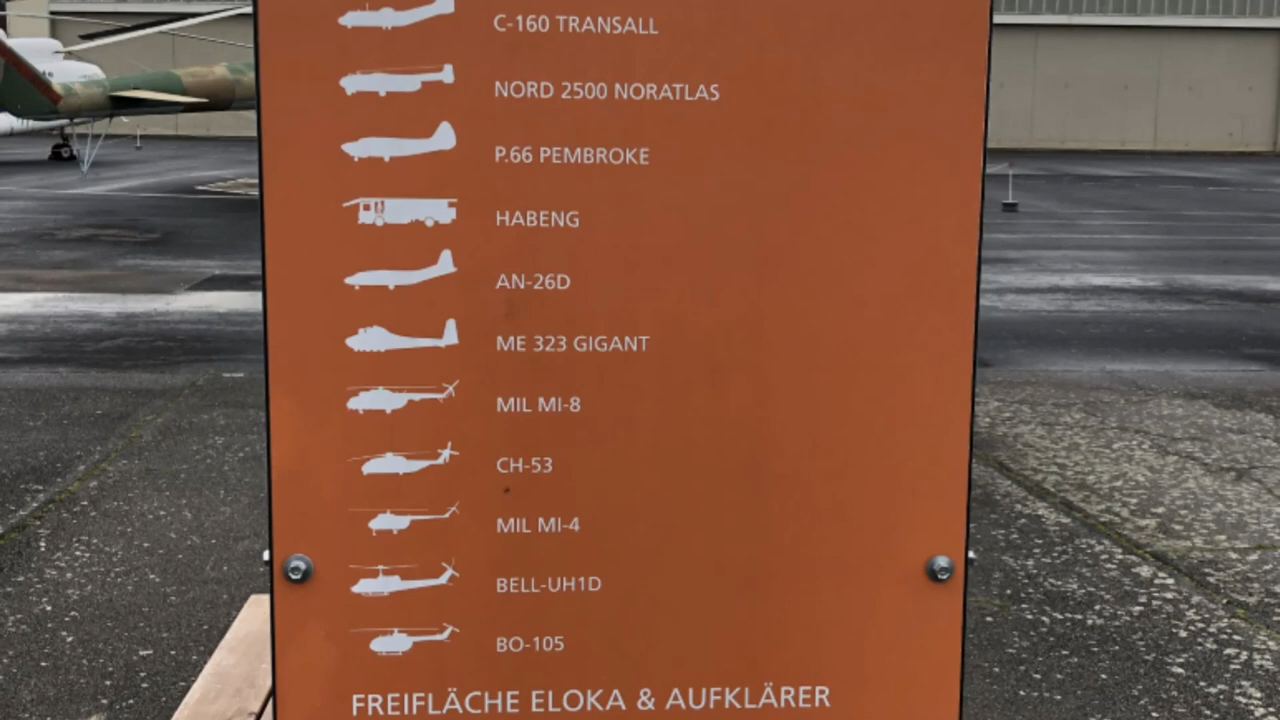 C-160 TRANSALL
NORD 2500 NORATLAS
P.66 PEMBROKE
HABENG
AN-26D
ME 323 GIGANT
MIL MI-8
CH-53
MIL MI-4
BELL-UH1D
BO-105
FREIFLÄCHE ELOKA & AUFKLÄRER